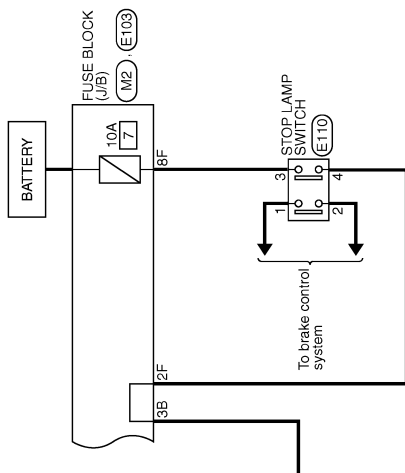 BATTERY
FUSE BLOCK
(J/B)
M2 , E103
10A
7
8F
STOP LAMP
SWITCH
E110
3
4
1
2
To brake control
system
2F
3B